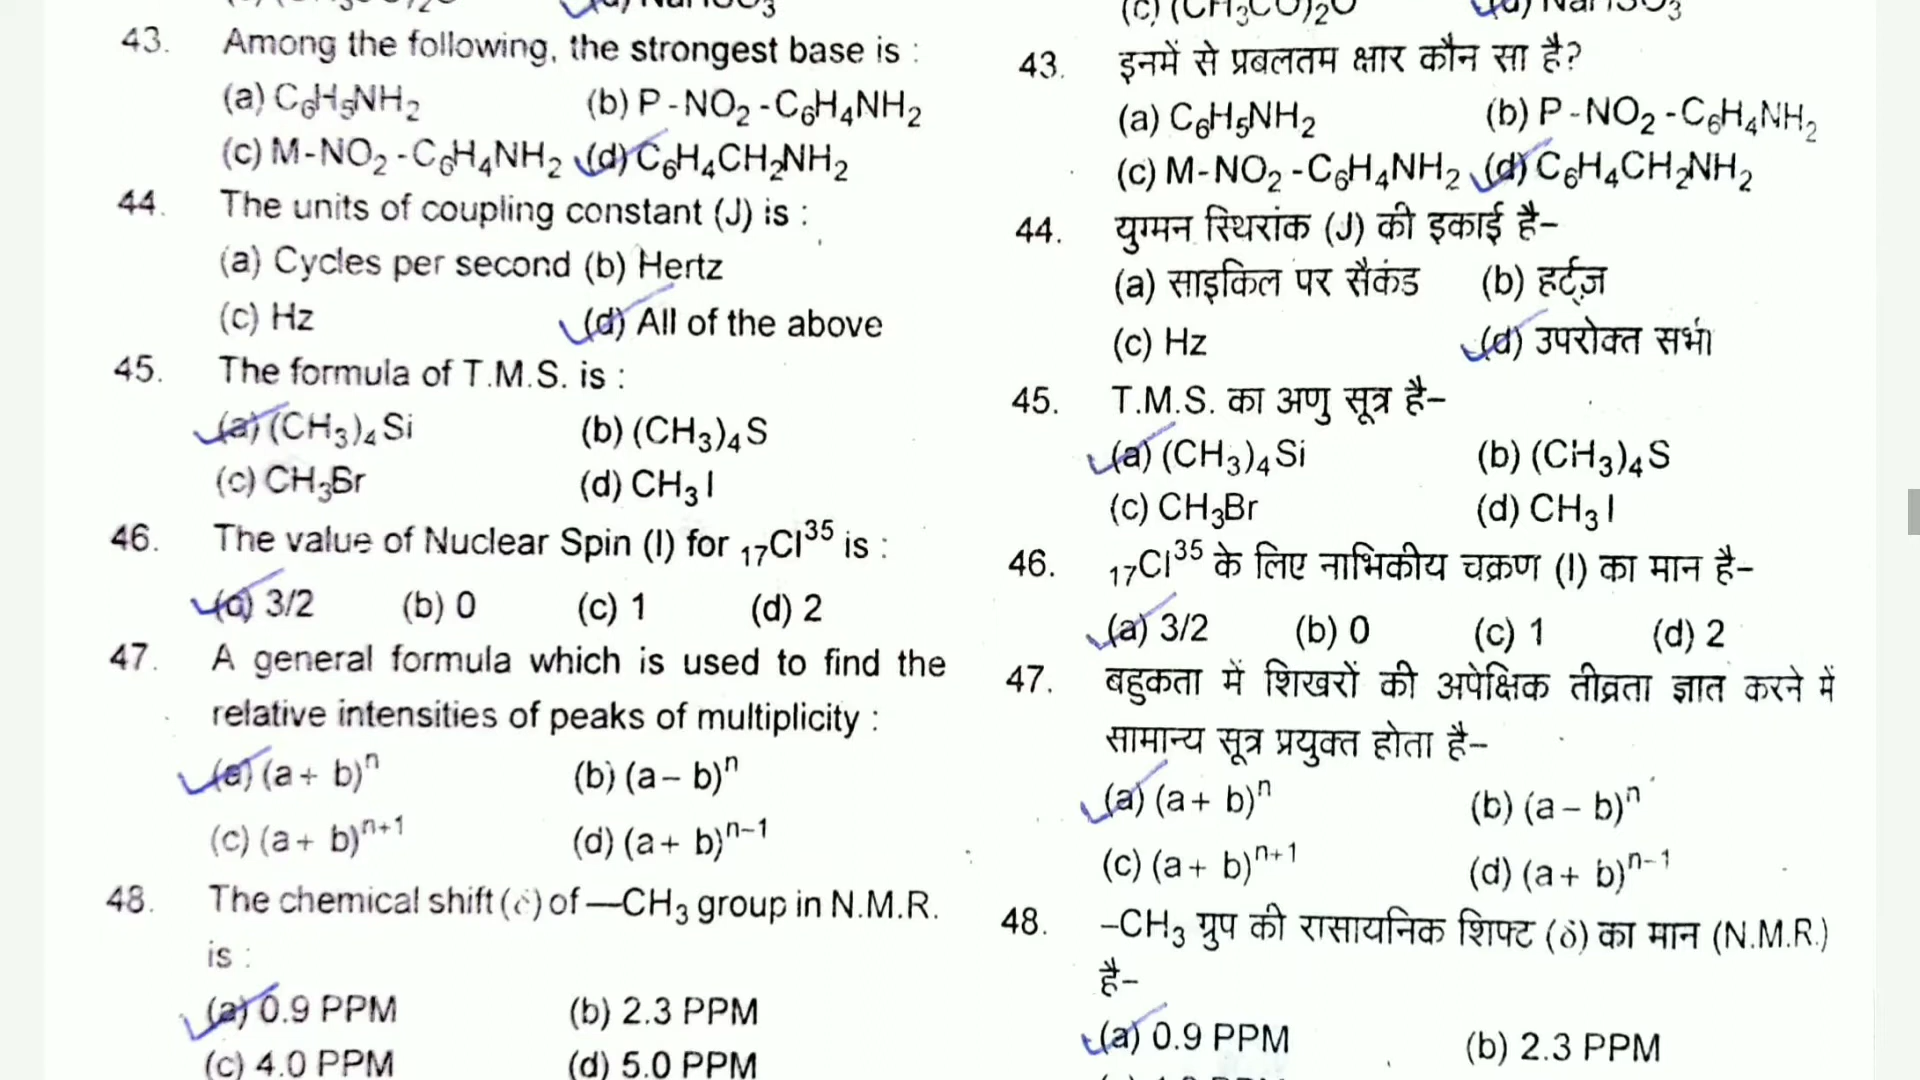 43. Among the following, the strongest base is :
(a) C₆H₅NH₂ (b) P-NO₂-C₆H₄NH₂
(c) M-NO₂-C₆H₄NH₂ (d) C₆H₄CH₂NH₂
44. The units of coupling constant (J) is :
(a) Cycles per second (b) Hertz
(c) Hz (d) All of the above
45. The formula of T.M.S. is :
(a) (CH₃)₄Si (b) (CH₃)₄S
(c) CH₃Br (d) CH₃I
46. The value of Nuclear Spin (I) for ₁₇Cl³⁵ is :
(a) 3/2 (b) 0 (c) 1 (d) 2
47. A general formula which is used to find the
relative intensities of peaks of multiplicity :
(a) (a+ b)ⁿ (b) (a– b)ⁿ
(c) (a+ b)ⁿ⁺¹ (d) (a+ b)ⁿ⁻¹
48. The chemical shift (δ) of —CH₃ group in N.M.R.
is :
(a) 0.9 PPM (b) 2.3 PPM
(c) 4.0 PPM (d) 5.0 PPM
(c) (CH₃CO)₂O (d) NaHSO₃
43. इनमें से प्रबलतम क्षार कौन सा है?
(a) C₆H₅NH₂ (b) P-NO₂-C₆H₄NH₂
(c) M-NO₂-C₆H₄NH₂ (d) C₆H₄CH₂NH₂
44. युग्मन स्थिरांक (J) की इकाई है–
(a) साइकिल पर सैकंड (b) हर्ट्ज़
(c) Hz (d) उपरोक्त सभी
45. T.M.S. का अणु सूत्र है–
(a) (CH₃)₄Si (b) (CH₃)₄S
(c) CH₃Br (d) CH₃I
46. ₁₇Cl³⁵ के लिए नाभिकीय चक्रण (I) का मान है–
(a) 3/2 (b) 0 (c) 1 (d) 2
47. बहुकता में शिखरों की अपेक्षिक तीव्रता ज्ञात करने में
सामान्य सूत्र प्रयुक्त होता है–
(a) (a+ b)ⁿ (b) (a– b)ⁿ
(c) (a+ b)ⁿ⁺¹ (d) (a+ b)ⁿ⁻¹
48. –CH₃ ग्रुप की रासायनिक शिफ्ट (δ) का मान (N.M.R.)
है–
(a) 0.9 PPM (b) 2.3 PPM